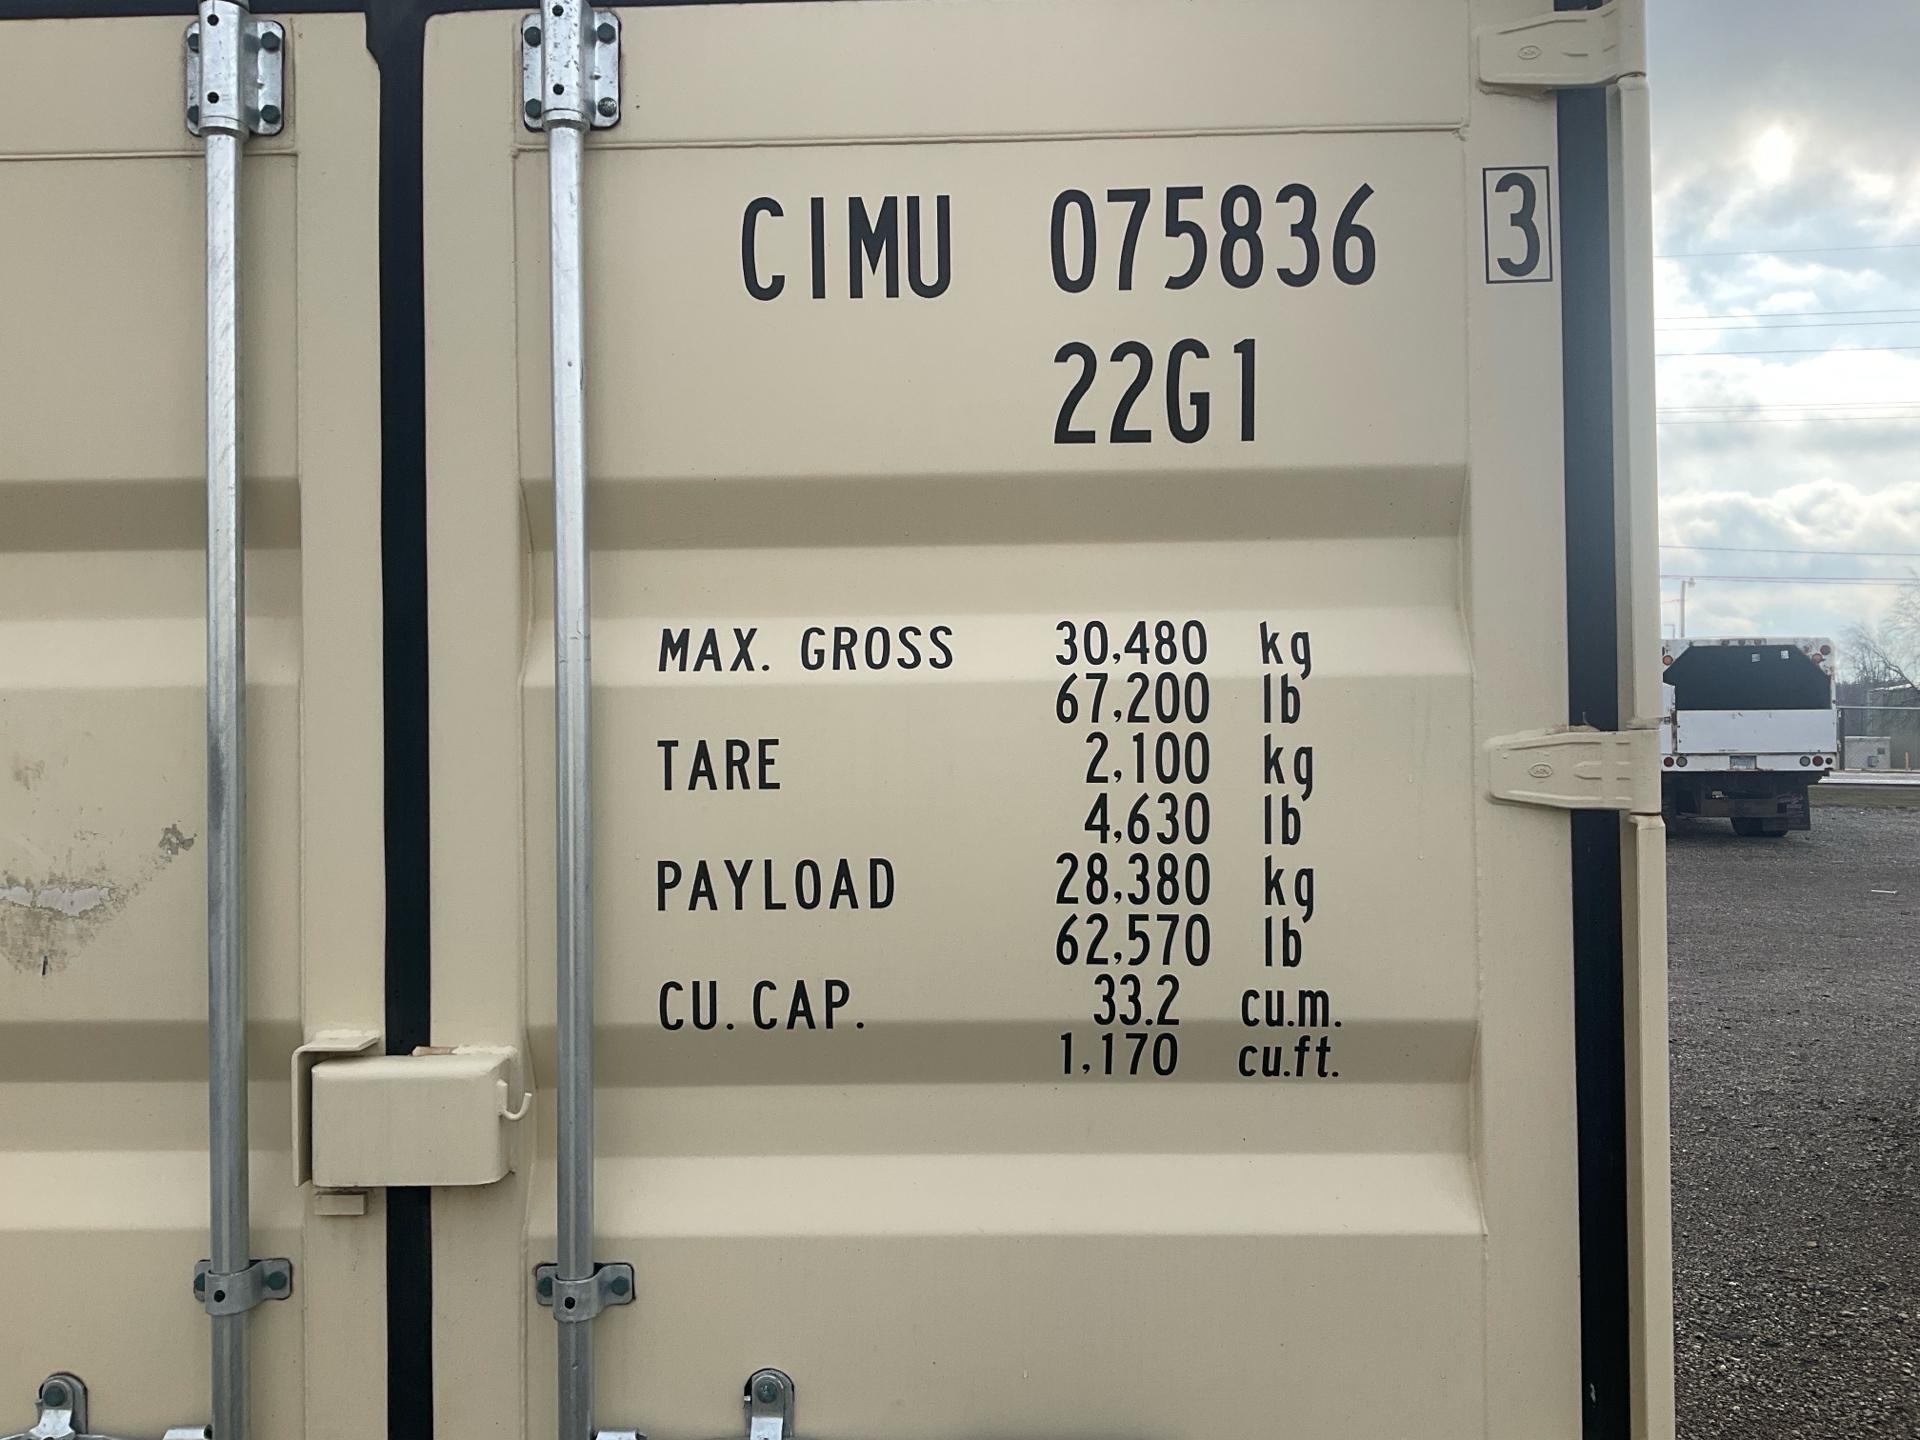 CIMU 075836 3
22G1
MAX. GROSS 30,480 kg
67,200 lb
TARE 2,100 kg
4,630 lb
PAYLOAD 28,380 kg
62,570 lb
CU. CAP. 33.2 cu.m.
1,170 cu.ft.